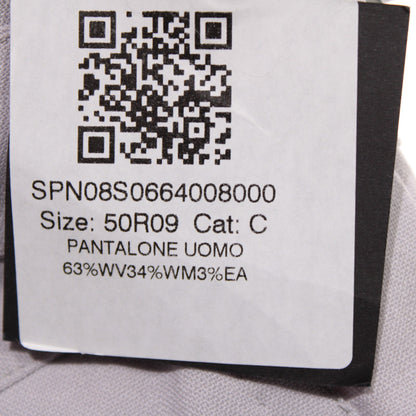 SPN08S0664008000
Size: 50R09 Cat: C
PANTALONE UOMO
63%WV34%WM3%EA